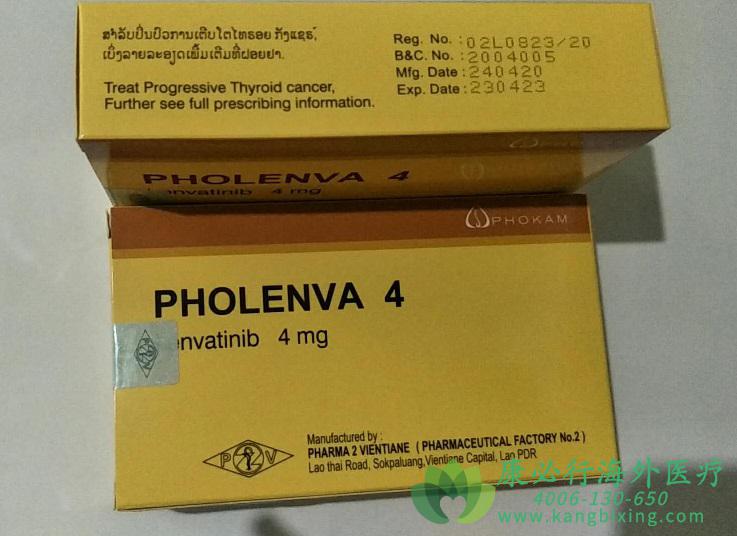 ສຳລັບປິ່ນປົວການເຕີບໂຕໄທຣອຍ ກັງແຊຣ໌,
ເບິ່ງລາຍລະອຽດເພີ້ມເຕີມທີ່ຝອຍຢາ.
Treat Progressive Thyroid cancer,
Further see full prescribing information.
Reg. No. : 02L0823/20
B&C. No. : 2004005
Mfg. Date : 240420
Exp. Date : 230423
PHOLENVA 4
envatinib 4 mg
PHOKAM
PHOLENVA 4
envatinib 4 mg
P 2 V
Manufactured by :
PHARMA 2 VIENTIANE ( PHARMACEUTICAL FACTORY No.2 )
Lao thai Road, Sokpaluang,Vientiane Capital, Lao PDR
康必行海外医疗
4006-130-650
www.kangbixing.com